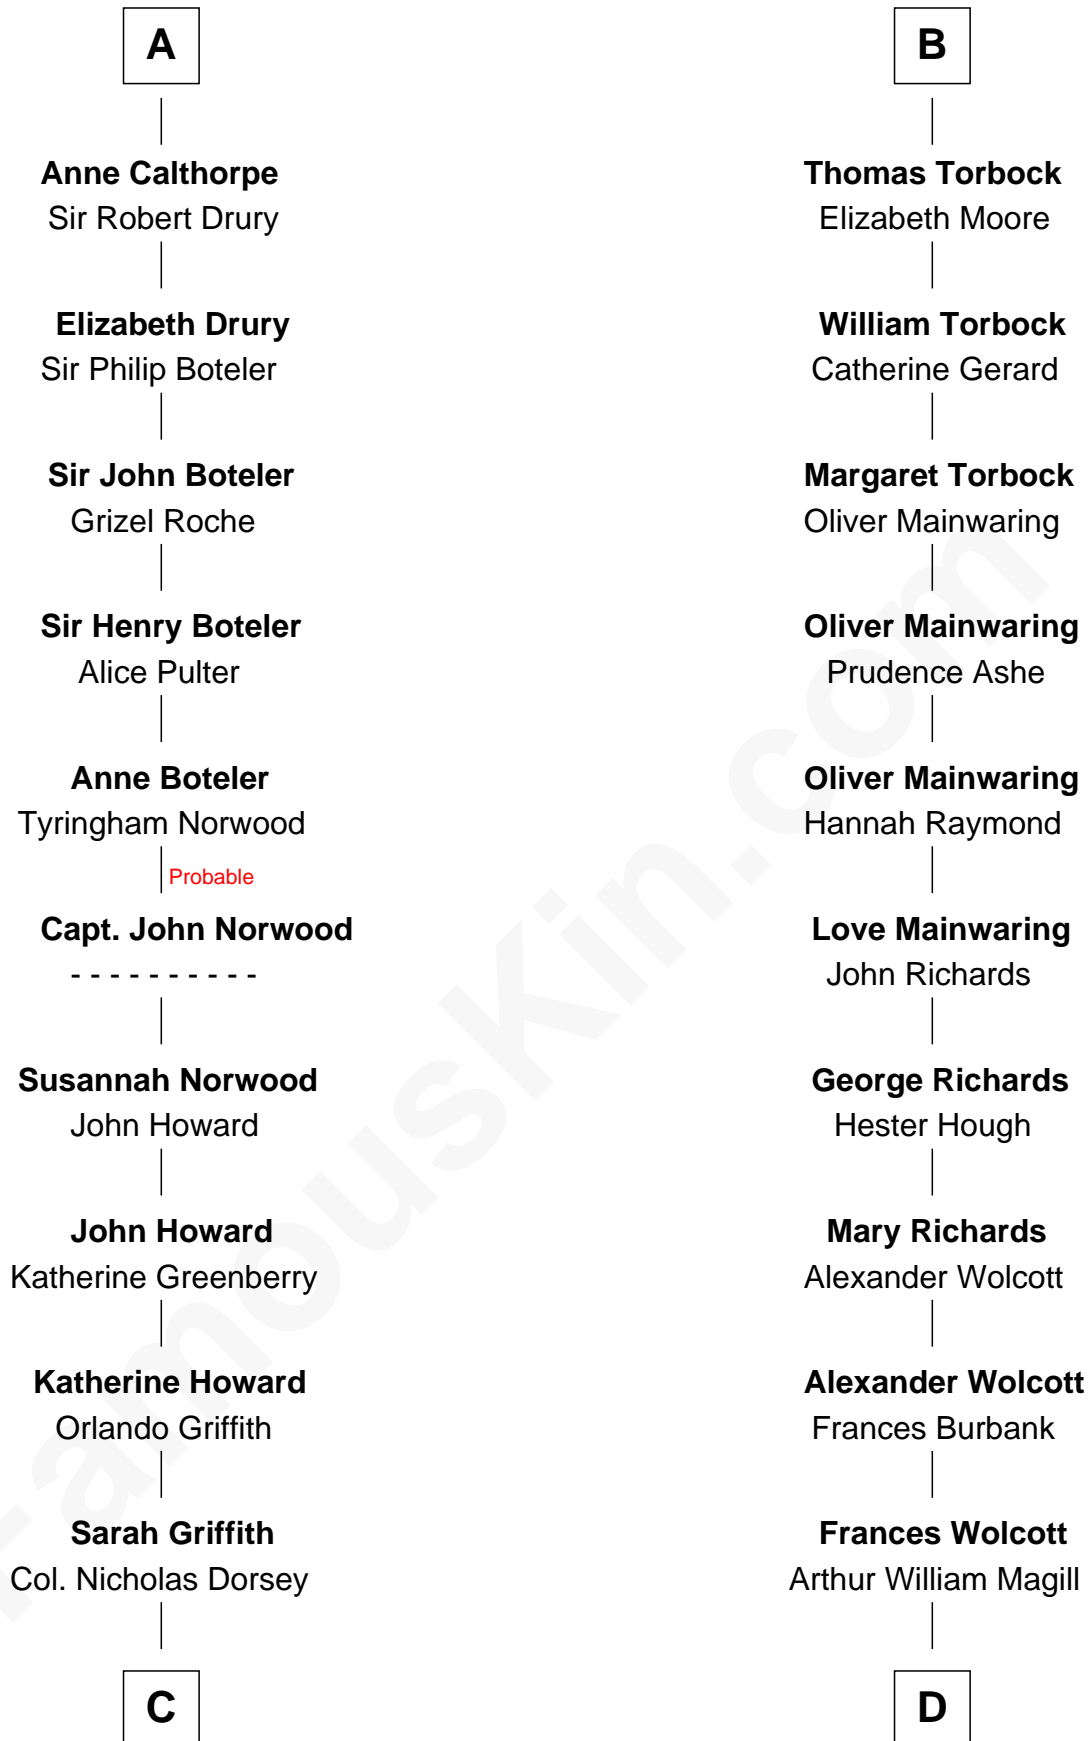 A
Anne Calthorpe
Sir Robert Drury
Elizabeth Drury
Sir Philip Boteler
Sir John Boteler
Grizel Roche
Sir Henry Boteler
Alice Pulter
Anne Boteler
Tyringham Norwood
Probable
Capt. John Norwood
- - - - - - - - - -
Susannah Norwood
John Howard
John Howard
Katherine Greenberry
Katherine Howard
Orlando Griffith
Sarah Griffith
Col. Nicholas Dorsey
C
B
Thomas Torbock
Elizabeth Moore
William Torbock
Catherine Gerard
Margaret Torbock
Oliver Mainwaring
Oliver Mainwaring
Prudence Ashe
Oliver Mainwaring
Hannah Raymond
Love Mainwaring
John Richards
George Richards
Hester Hough
Mary Richards
Alexander Wolcott
Alexander Wolcott
Frances Burbank
Frances Wolcott
Arthur William Magill
D
FamousKin.com